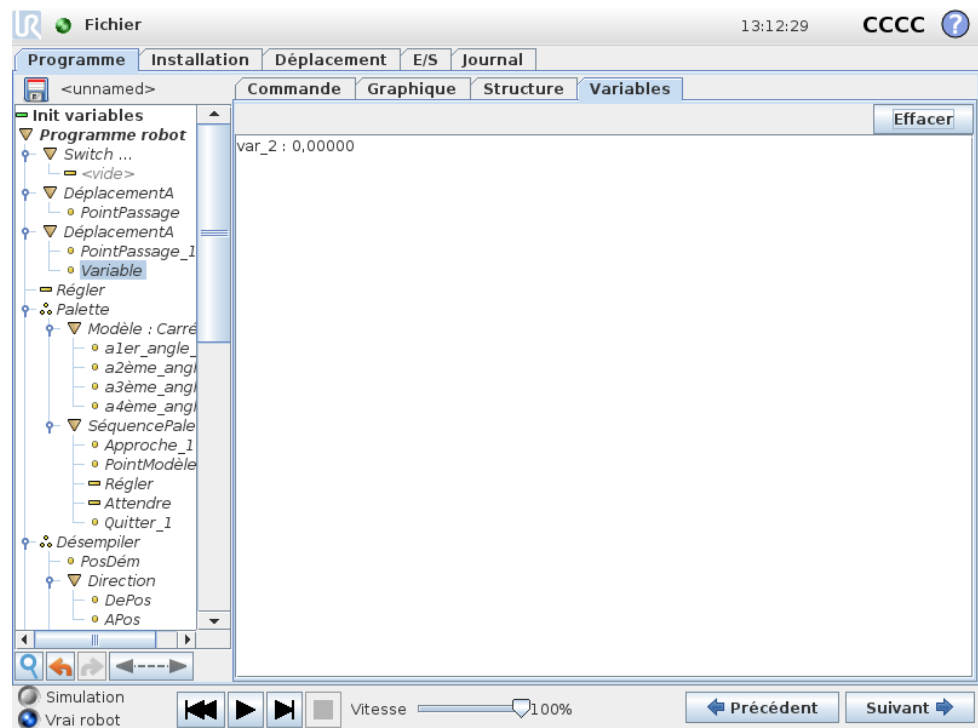 UR Fichier 13:12:29 CCCC ?
Programme Installation Déplacement E/S Journal
<unnamed> Commande Graphique Structure Variables
Effacer
Init variables
Programme robot
Switch ...
<vide>
DéplacementA
PointPassage
DéplacementA
PointPassage_1
Variable
Régler
Palette
Modèle : Carré
a1er_angle_
a2ème_angl
a3ème_angl
a4ème_angl
SéquencePale
Approche_1
PointModèle
Régler
Attendre
Quitter_1
Désempiler
PosDém
Direction
DePos
APos
var_2 : 0,00000
Simulation
Vrai robot
Vitesse 100%
Précédent Suivant